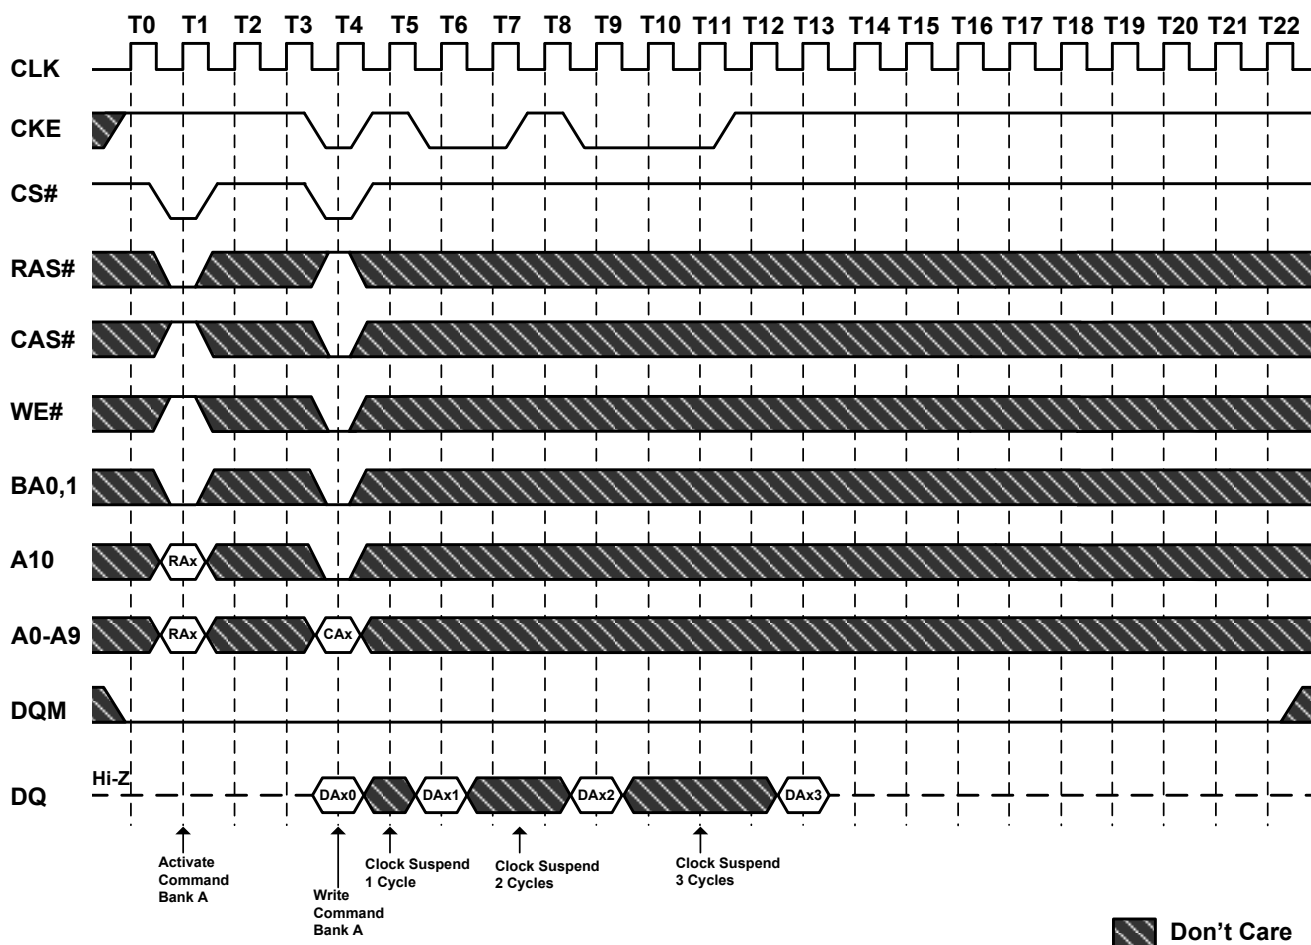 T0 T1 T2 T3 T4 T5 T6 T7 T8 T9 T10 T11 T12 T13 T14 T15 T16 T17 T18 T19 T20 T21 T22
CLK
CKE
CS#
RAS#
CAS#
WE#
BA0,1
A10
RAx
A0-A9
RAx
CAx
DQM
Hi-Z
DQ
DAx0
DAx1
DAx2
DAx3
Activate
Command
Bank A
Write
Command
Bank A
Clock Suspend
1 Cycle
Clock Suspend
2 Cycles
Clock Suspend
3 Cycles
Don't Care